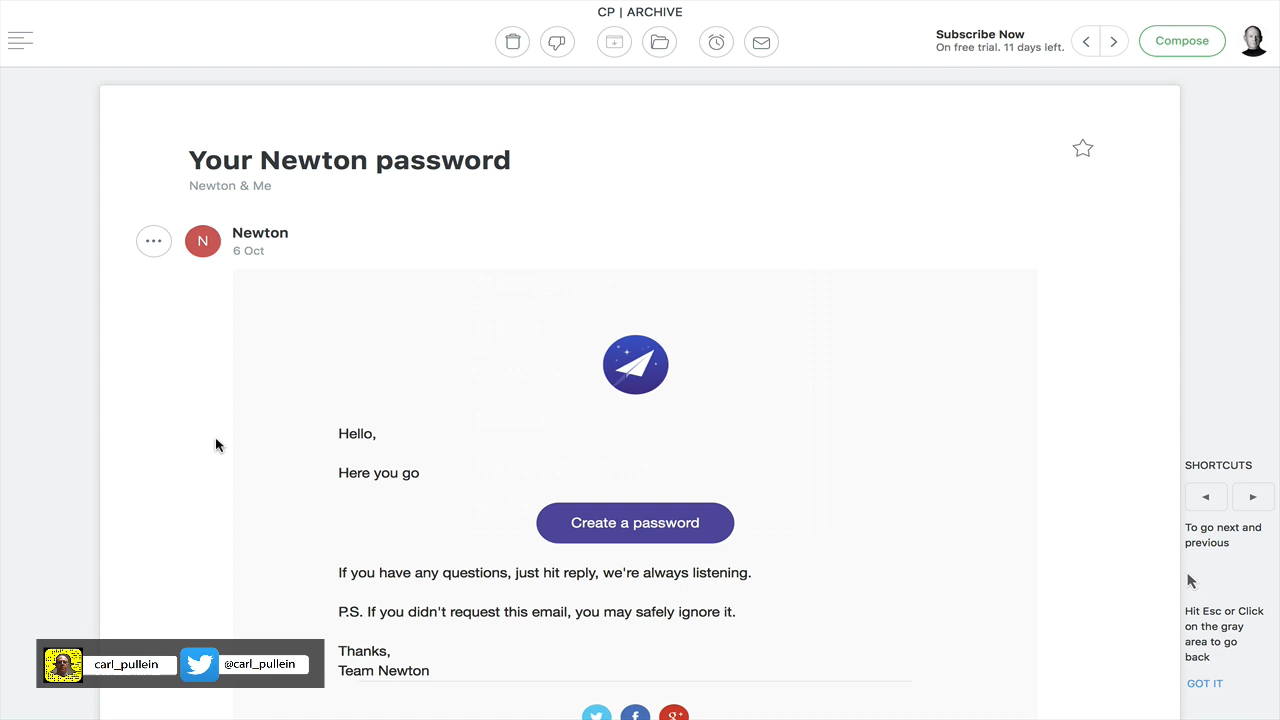 CP | ARCHIVE
Subscribe Now
On free trial. 11 days left.
Compose
Your Newton password
Newton & Me
N
Newton
6 Oct
Hello,
Here you go
Create a password
If you have any questions, just hit reply, we're always listening.
P.S. If you didn't request this email, you may safely ignore it.
Thanks,
Team Newton
SHORTCUTS
To go next and
previous
Hit Esc or Click
on the gray
area to go
back
GOT IT
carl_pullein
@carl_pullein